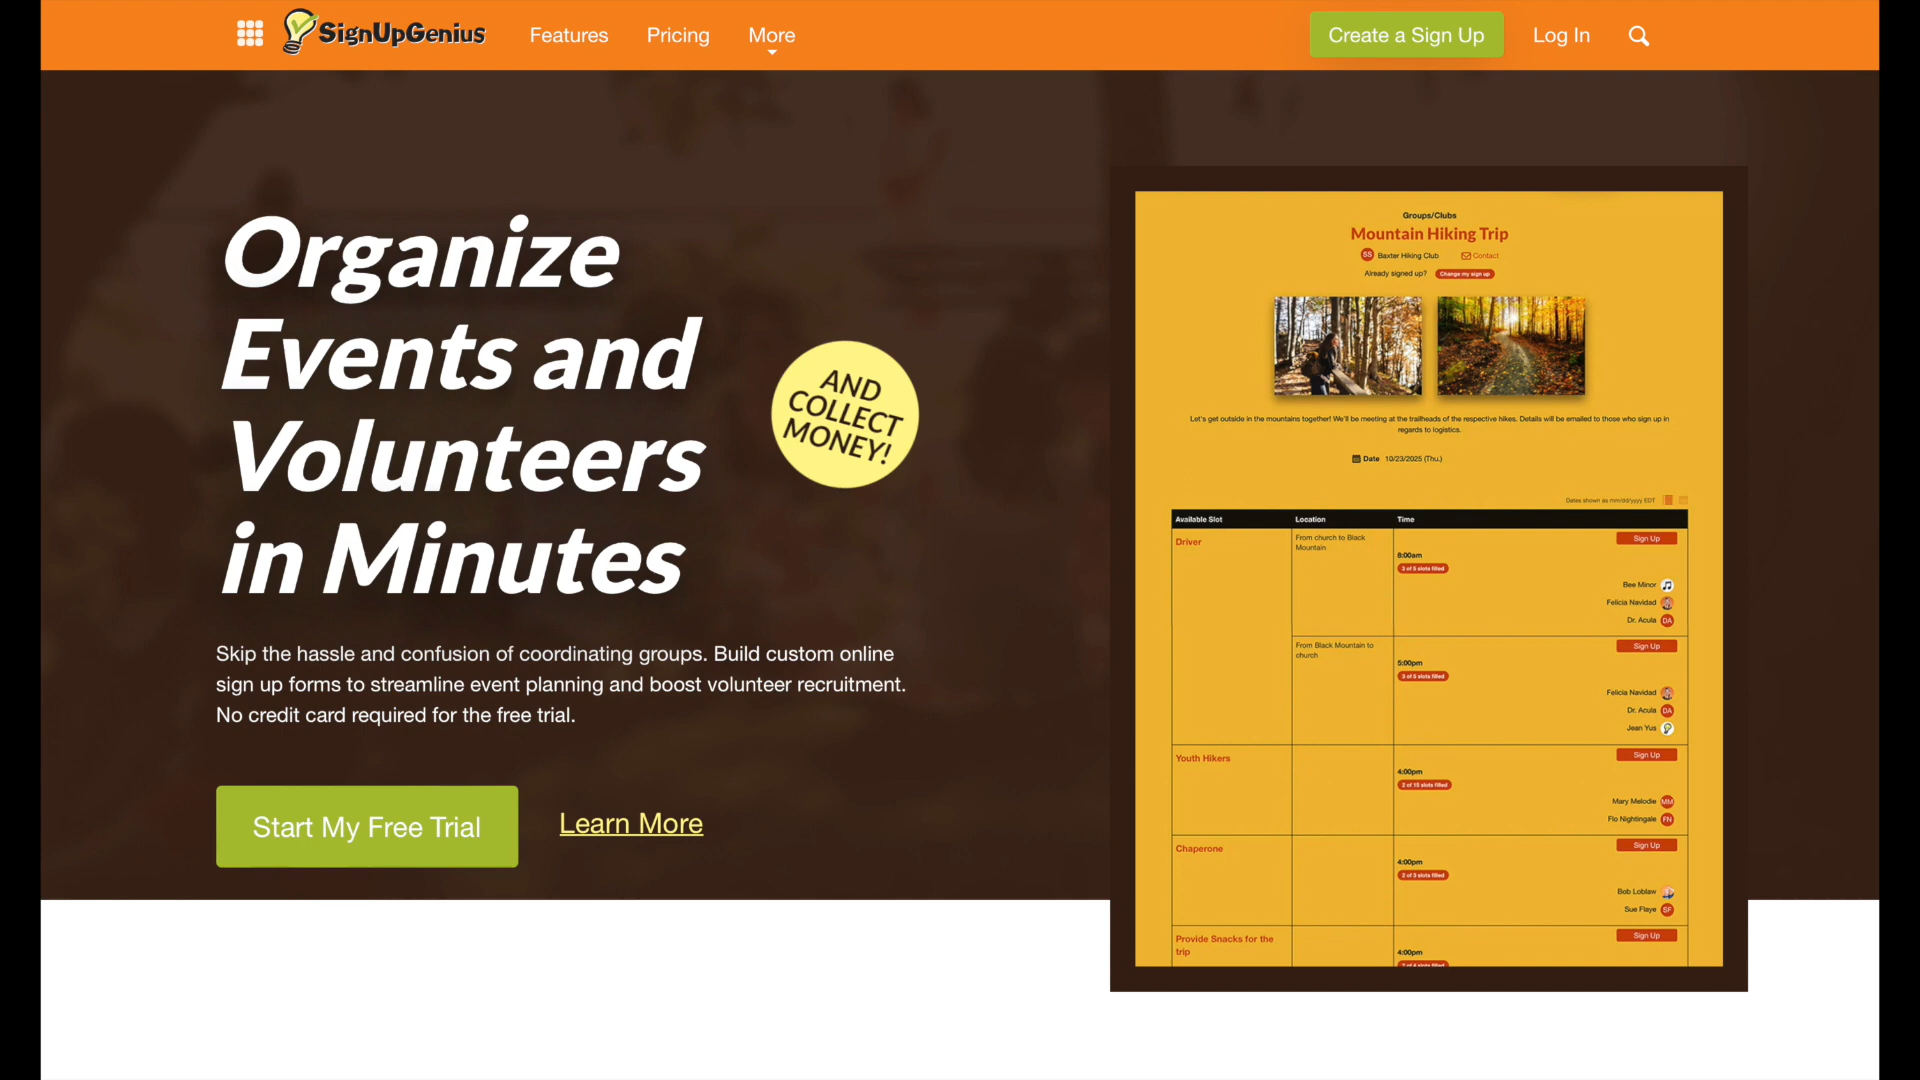 SignUpGenius
Features
Pricing
More
Create a Sign Up
Log In
Organize
Events and
Volunteers
in Minutes
AND
COLLECT
MONEY!
Skip the hassle and confusion of coordinating groups. Build custom online
sign up forms to streamline event planning and boost volunteer recruitment.
No credit card required for the free trial.
Start My Free Trial
Learn More
Groups/Clubs
Mountain Hiking Trip
SS Baxter Hiking Club
Contact
Already signed up? Change my sign up
Let's get outside in the mountains together! We'll be meeting at the trailheads of the respective hikes. Details will be emailed to those who sign up in
regards to logistics.
Date 10/23/2025 (Thu.)
Dates shown as mm/dd/yyyy EDT
Available Slot
Location
Time
Driver
From church to Black
Mountain
8:00am
3 of 5 slots filled
Sign Up
Bee Minor
Felicia Navidad
Dr. Acula DA
From Black Mountain to
church
5:00pm
3 of 5 slots filled
Sign Up
Felicia Navidad
Dr. Acula DA
Jean Yus
Youth Hikers
4:00pm
2 of 15 slots filled
Sign Up
Mary Melodie MM
Flo Nightingale FN
Chaperone
4:00pm
2 of 3 slots filled
Sign Up
Bob Loblaw
Sue Flaye SF
Provide Snacks for the
trip
4:00pm
Sign Up